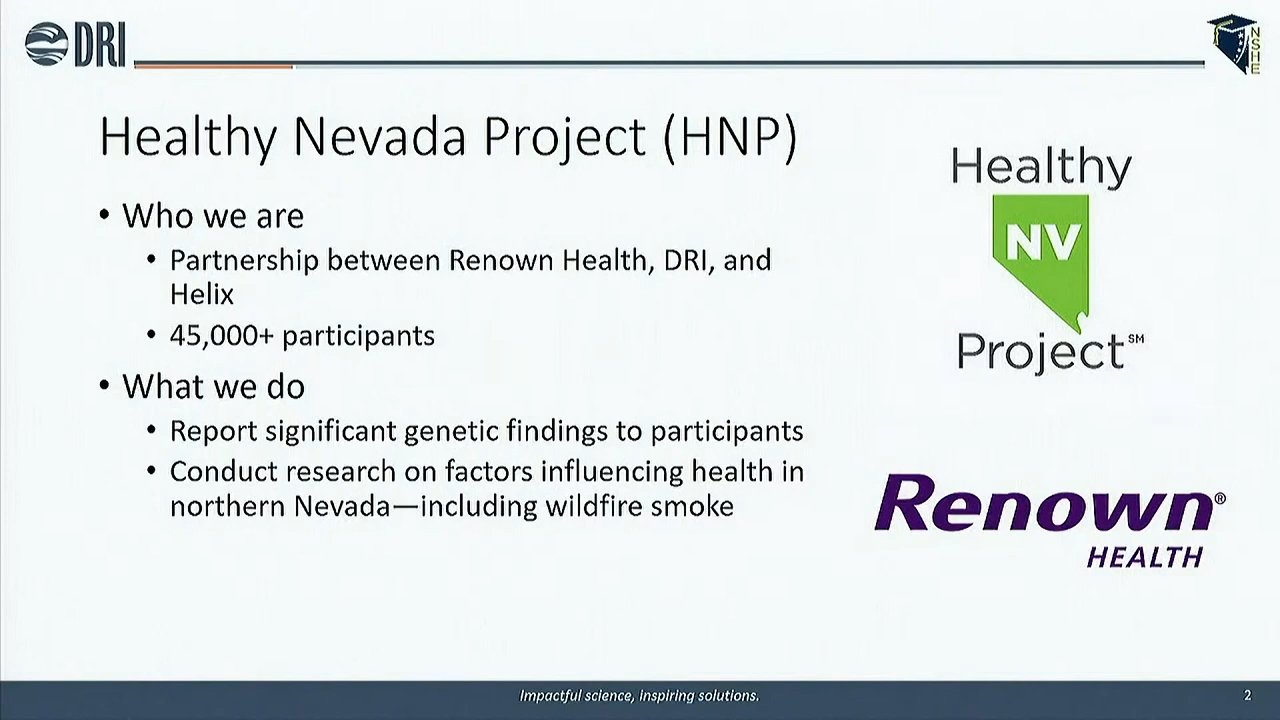 DRI
NSHE
Healthy Nevada Project (HNP)
• Who we are
• Partnership between Renown Health, DRI, and
Helix
• 45,000+ participants
• What we do
• Report significant genetic findings to participants
• Conduct research on factors influencing health in
northern Nevada—including wildfire smoke
Healthy
NV
Project℠
Renown®
HEALTH
Impactful science, inspiring solutions.
2